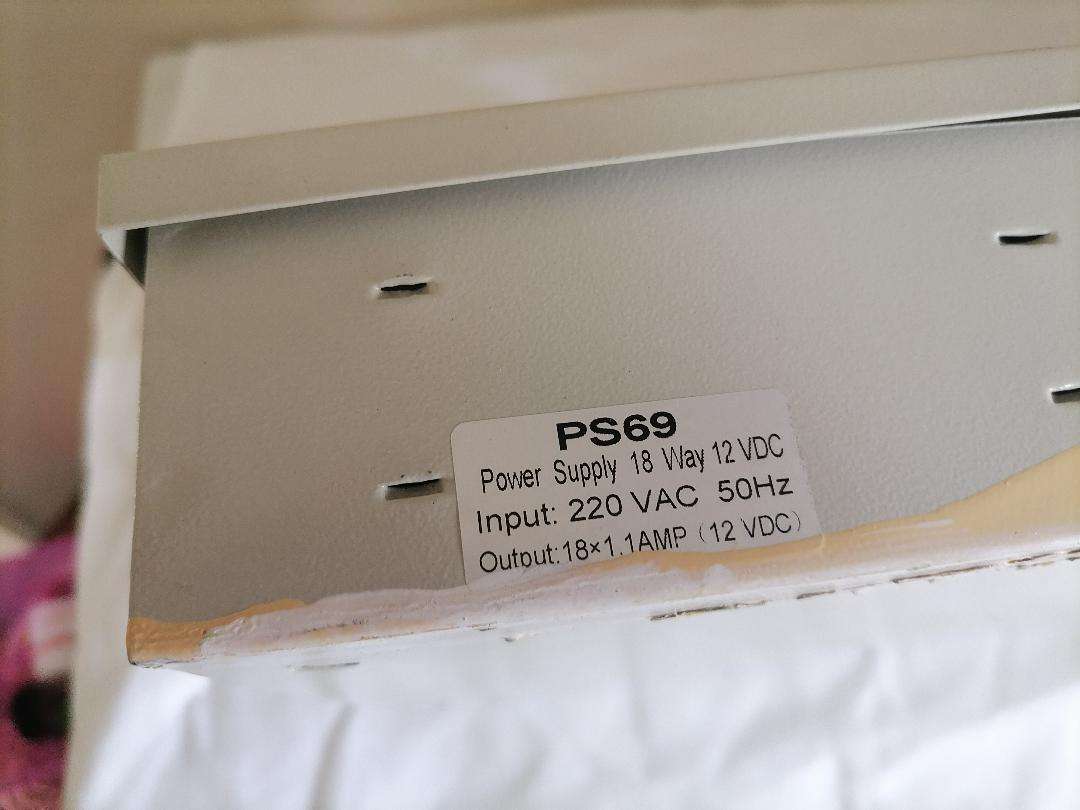 PS69
Power Supply 18 Way 12 VDC
Input: 220 VAC 50Hz
Output:18×1.1AMP（12 VDC）